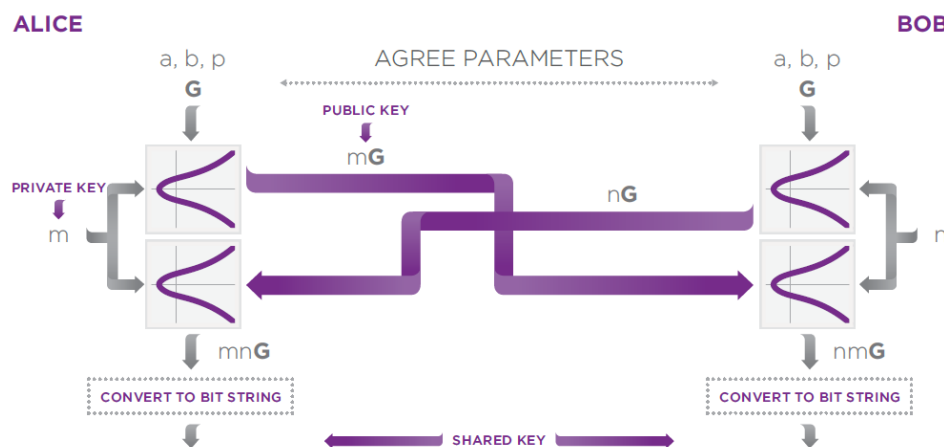 ALICE
BOB
a, b, p
AGREE PARAMETERS
a, b, p
G
G
PUBLIC KEY
mG
PRIVATE KEY
nG
m
n
mnG
nmG
CONVERT TO BIT STRING
CONVERT TO BIT STRING
SHARED KEY